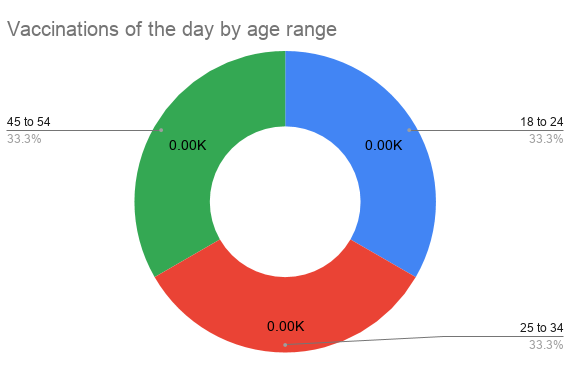 Vaccinations of the day by age range
45 to 54
33.3%
18 to 24
33.3%
0.00K
0.00K
0.00K
25 to 34
33.3%